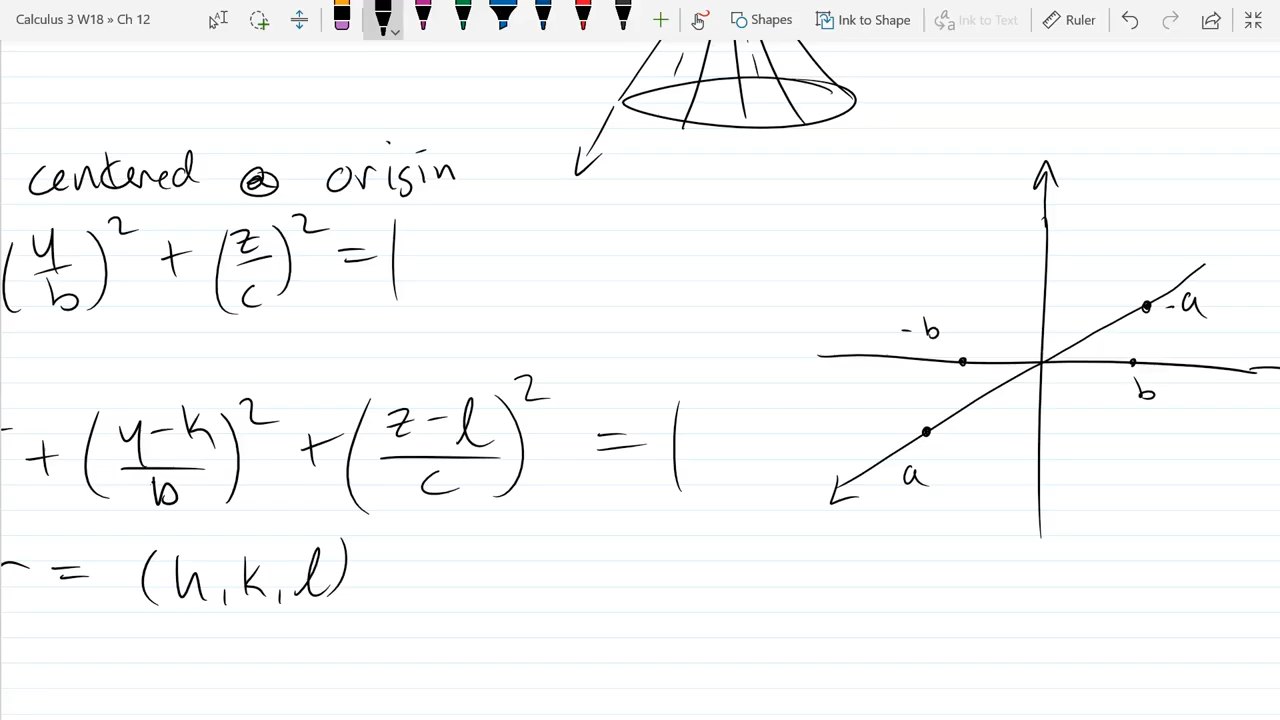 Calculus 3 W18 » Ch 12
Shapes
Ink to Shape
Ink to Text
Ruler
centered @ origin
(y/b)² + (z/c)² = 1
+ ((y-k)/b)² + ((z-l)/c)² = 1
= (h, k, l)
-b
-a
b
a